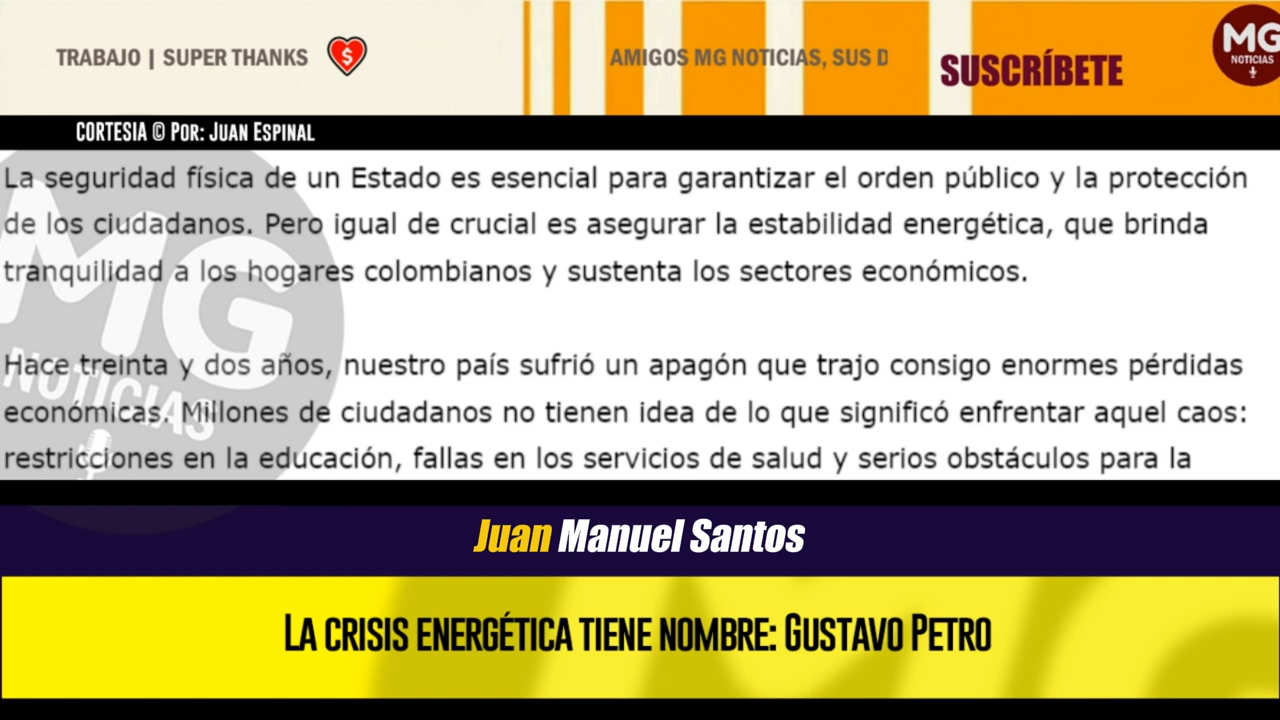 TRABAJO | SUPER THANKS
$
AMIGOS MG NOTICIAS, SUS D
SUSCRÍBETE
MG
NOTICIAS
CORTESIA © POR: JUAN ESPINAL
La seguridad física de un Estado es esencial para garantizar el orden público y la protección
de los ciudadanos. Pero igual de crucial es asegurar la estabilidad energética, que brinda
tranquilidad a los hogares colombianos y sustenta los sectores económicos.
Hace treinta y dos años, nuestro país sufrió un apagón que trajo consigo enormes pérdidas
económicas. Millones de ciudadanos no tienen idea de lo que significó enfrentar aquel caos:
restricciones en la educación, fallas en los servicios de salud y serios obstáculos para la
MG
NOTICIAS
Juan Manuel Santos
LA CRISIS ENERGÉTICA TIENE NOMBRE: GUSTAVO PETRO